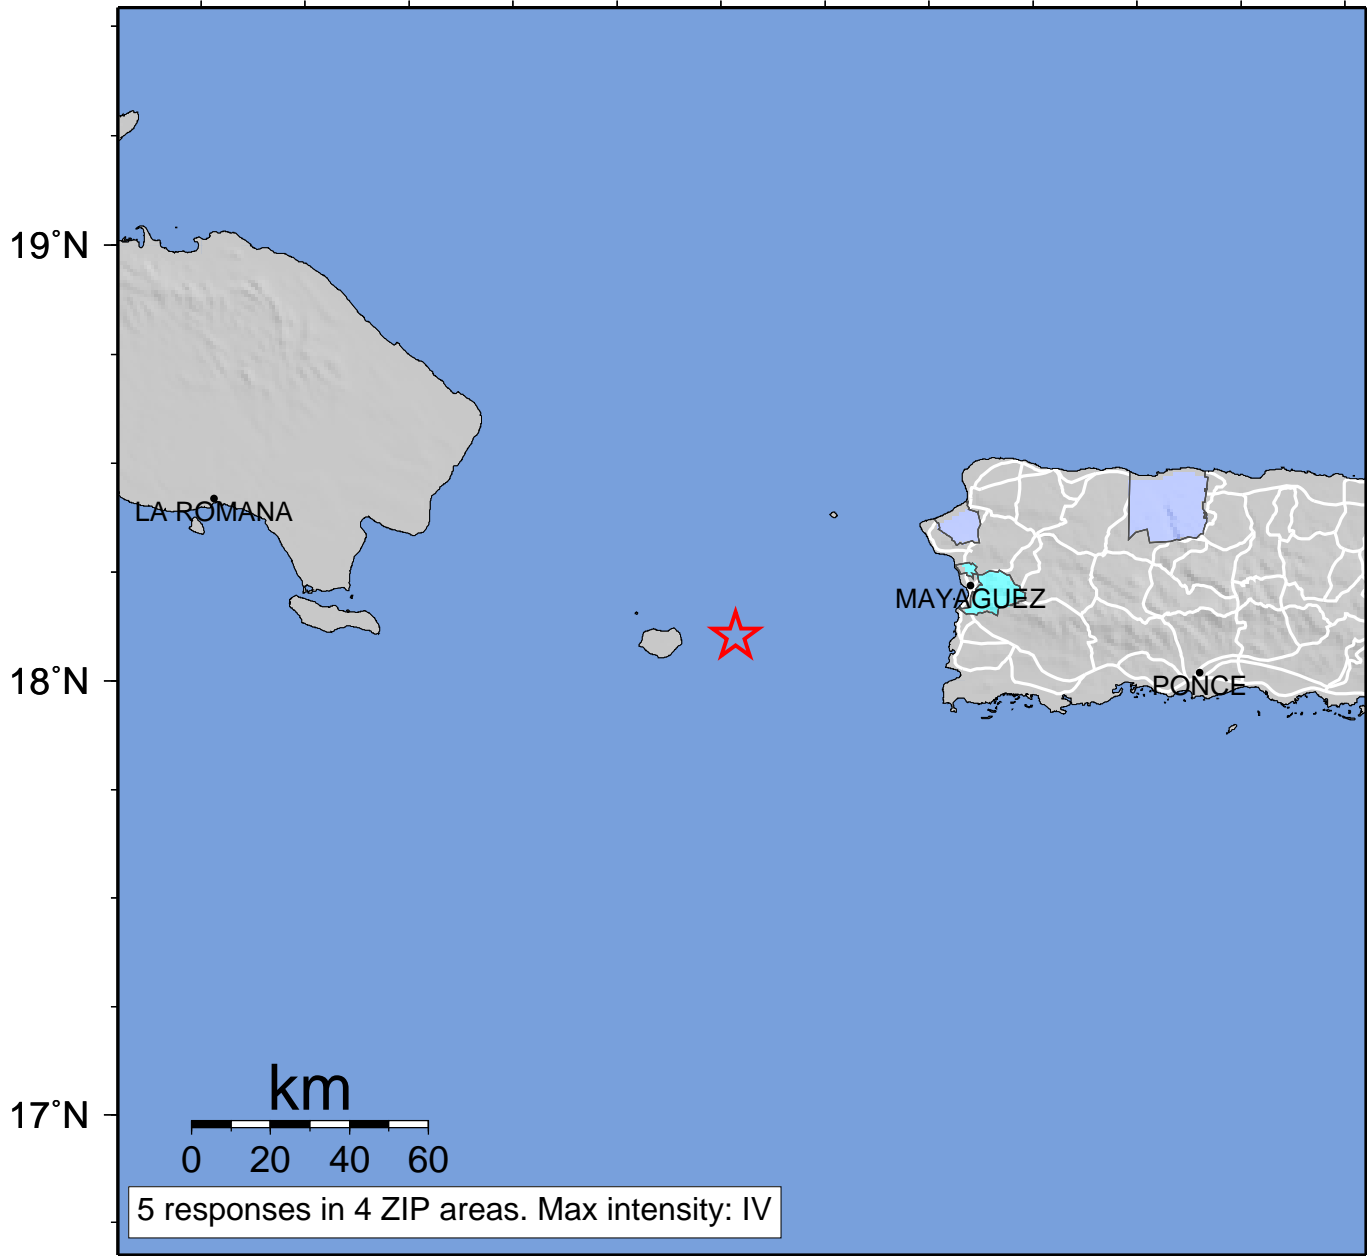 19°N
LA ROMANA
MAYAGUEZ
18°N
PONCE
km
17°N
0 20 40 60
5 responses in 4 ZIP areas. Max intensity: IV